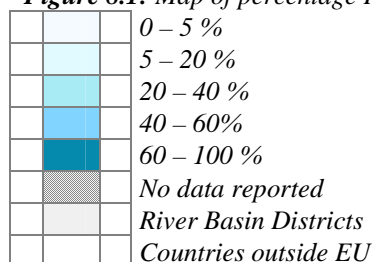 Figure 8.1: Map of percentage
0 – 5 %
5 – 20 %
20 – 40 %
40 – 60%
60 – 100 %
No data reported
River Basin Districts
Countries outside EU